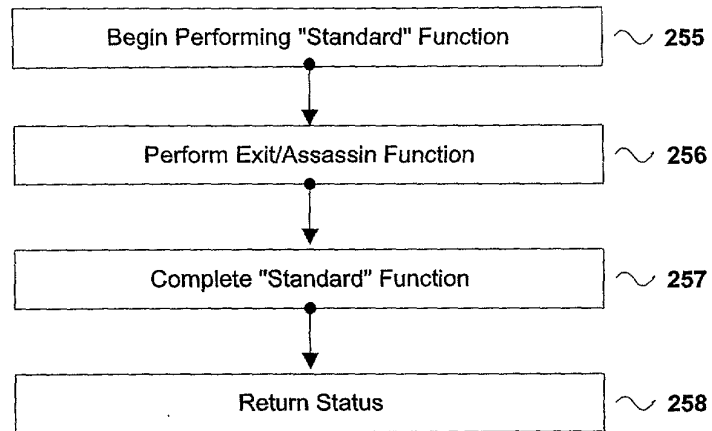 Begin Performing "Standard" Function 255
Perform Exit/Assassin Function 256
Complete "Standard" Function 257
Return Status 258